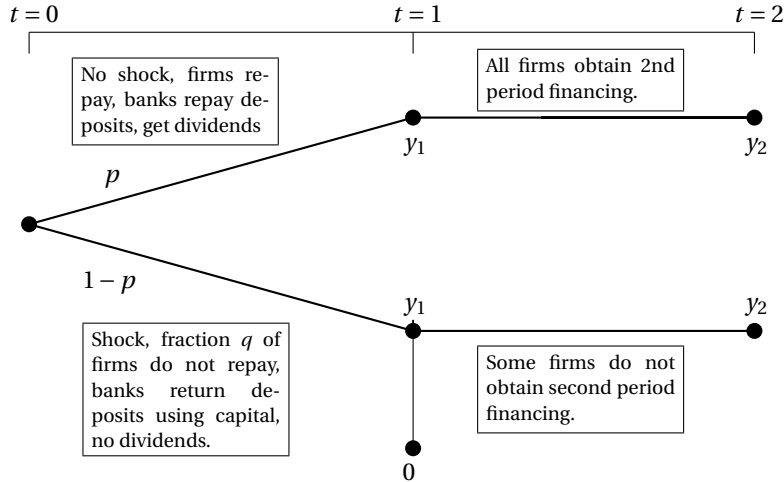 t = 0
t = 1
t = 2
No shock, firms re-
pay, banks repay de-
posits, get dividends
All firms obtain 2nd
period financing.
y1
y2
p
1 − p
y1
y2
Shock, fraction q of
firms do not repay,
banks return de-
posits using capital,
no dividends.
Some firms do not
obtain second period
financing.
0